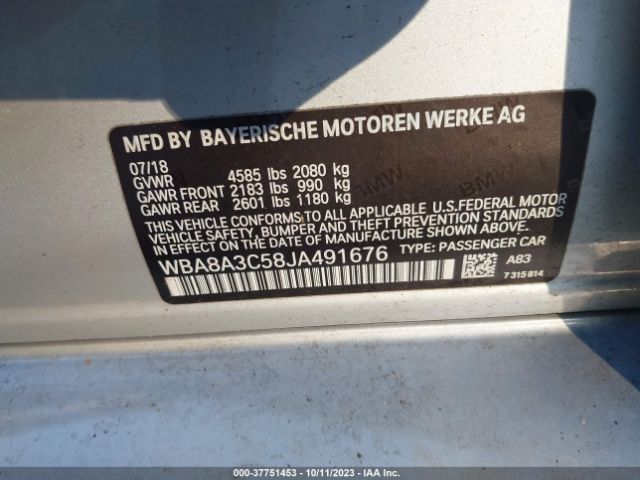 MFD BY BAYERISCHE MOTOREN WERKE AG
07/18
GVWR 4585 lbs 2080 kg
GAWR FRONT 2183 lbs 990 kg
GAWR REAR 2601 lbs 1180 kg
THIS VEHICLE CONFORMS TO ALL APPLICABLE U.S.FEDERAL MOTOR
VEHICLE SAFETY, BUMPER AND THEFT PREVENTION STANDARDS
IN EFFECT ON THE DATE OF MANUFACTURE SHOWN ABOVE.
WBA8A3C58JA491676 TYPE: PASSENGER CAR
A83
7 315 814
BMW
000-37751453 - 10/11/2023 - IAA Inc.